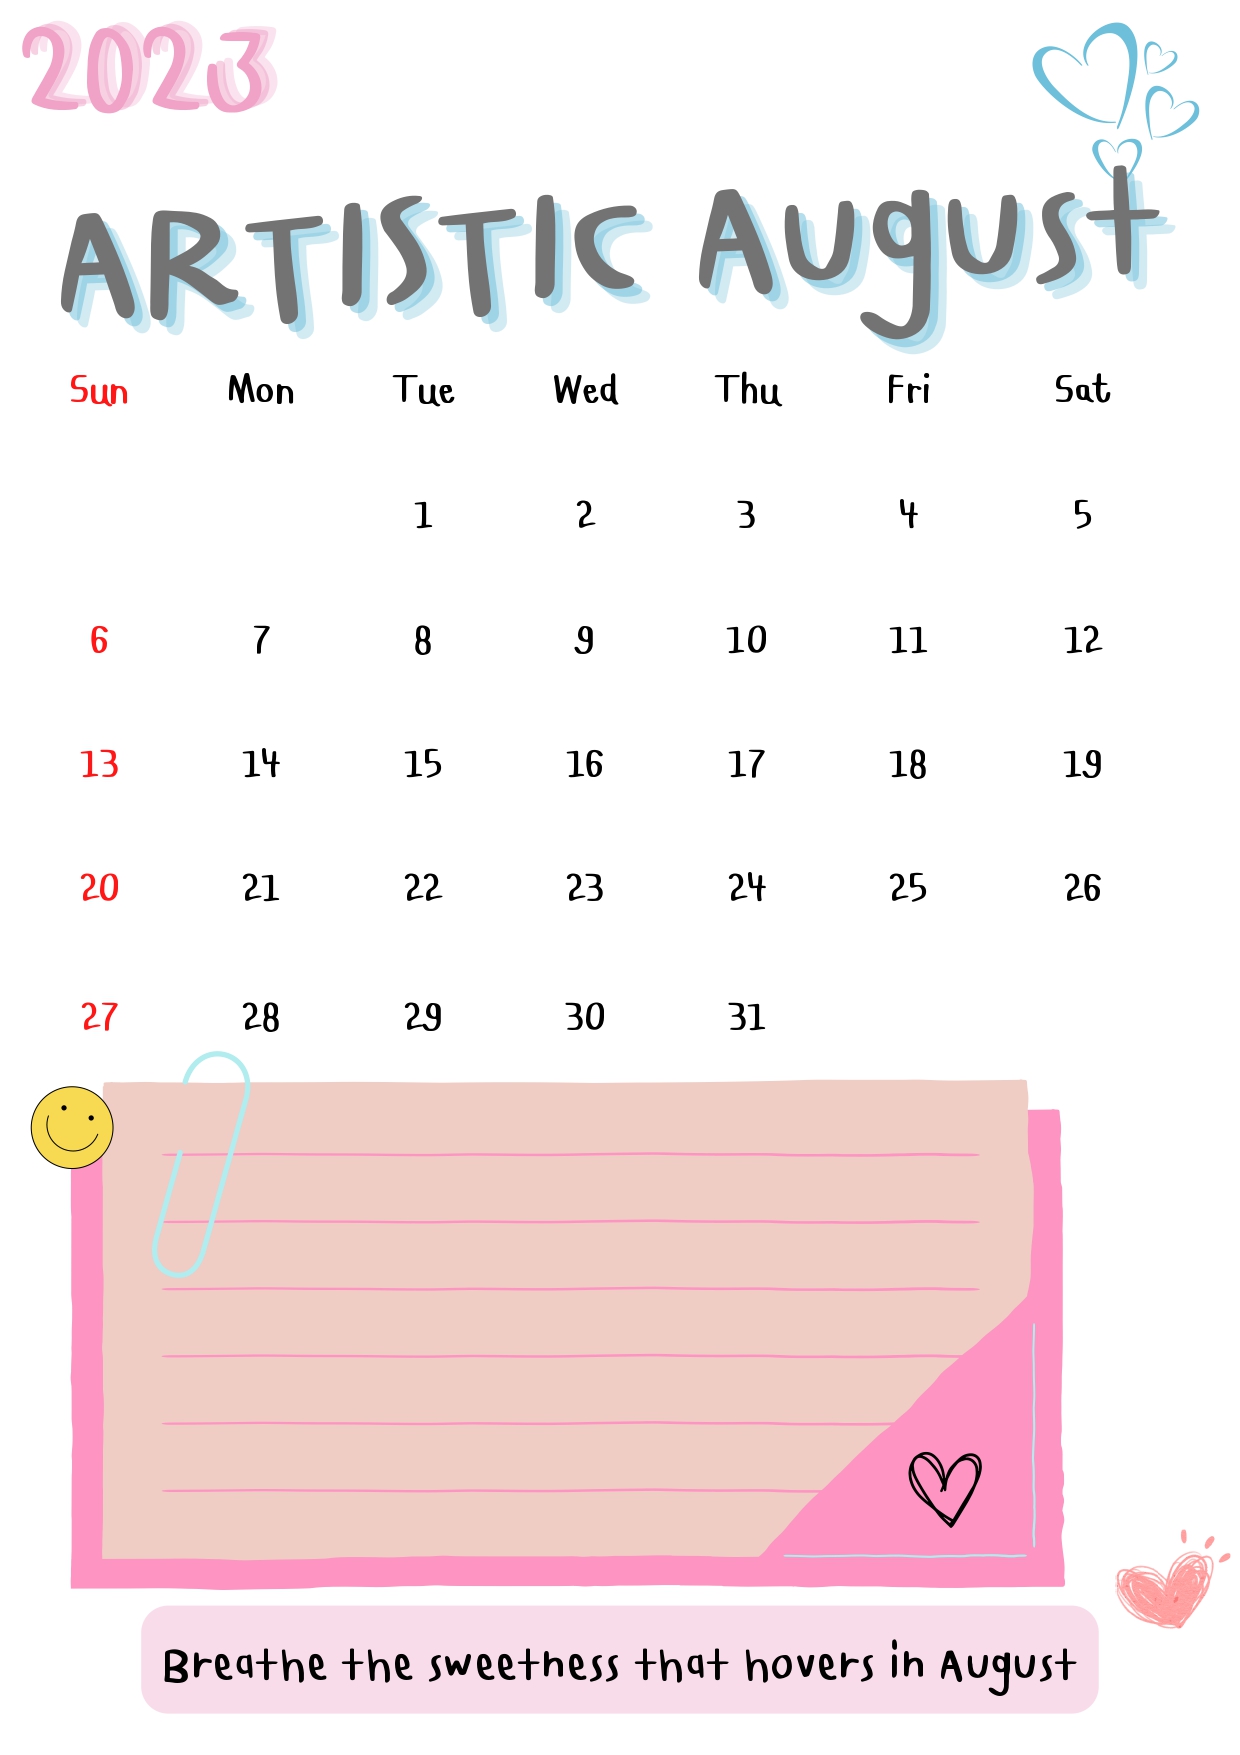 2023
ARTISTIC August
Sun Mon Tue Wed Thu Fri Sat
1 2 3 4 5
6 7 8 9 10 11 12
13 14 15 16 17 18 19
20 21 22 23 24 25 26
27 28 29 30 31
Breathe the sweetness that hovers in August